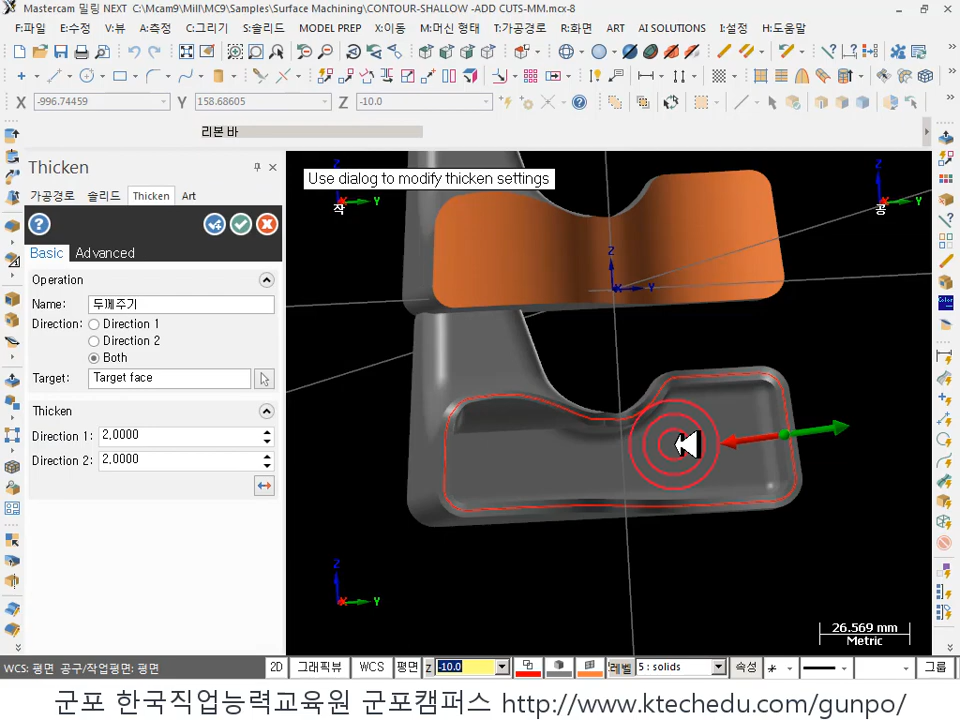 Mastercam 밀링 NEXT C:\Mcam9\Mill\MC9\Samples\Surface Machining\CONTOUR-SHALLOW -ADD CUTS-MM.mcx-8
F:파일 E:수정 V:뷰 A:측정 C:그리기 S:솔리드 MODEL PREP X:이동 M:머신 형태 T:가공경로 R:화면 ART AI SOLUTIONS I:설정 H:도움말
X -996.74459 Y 158.68605 Z -10.0
리본 바
Thicken
가공경로 솔리드 Thicken Art
Use dialog to modify thicken settings
Basic Advanced
Operation
Name: 두께주기
Direction: Direction 1
Direction 2
Both
Target: Target face
Thicken
Direction 1: 2,0000
Direction 2: 2,0000
Z
Y
작
Z
Y
공
Z
Y
Z
Y
26.569 mm
Metric
WCS: 평면 공구/작업평면: 평면 2D 그래픽뷰 WCS 평면 Z -10.0 레벨 5 : solids 속성 그룹
군포 한국직업능력교육원 군포캠퍼스 http://www.ktechedu.com/gunpo/